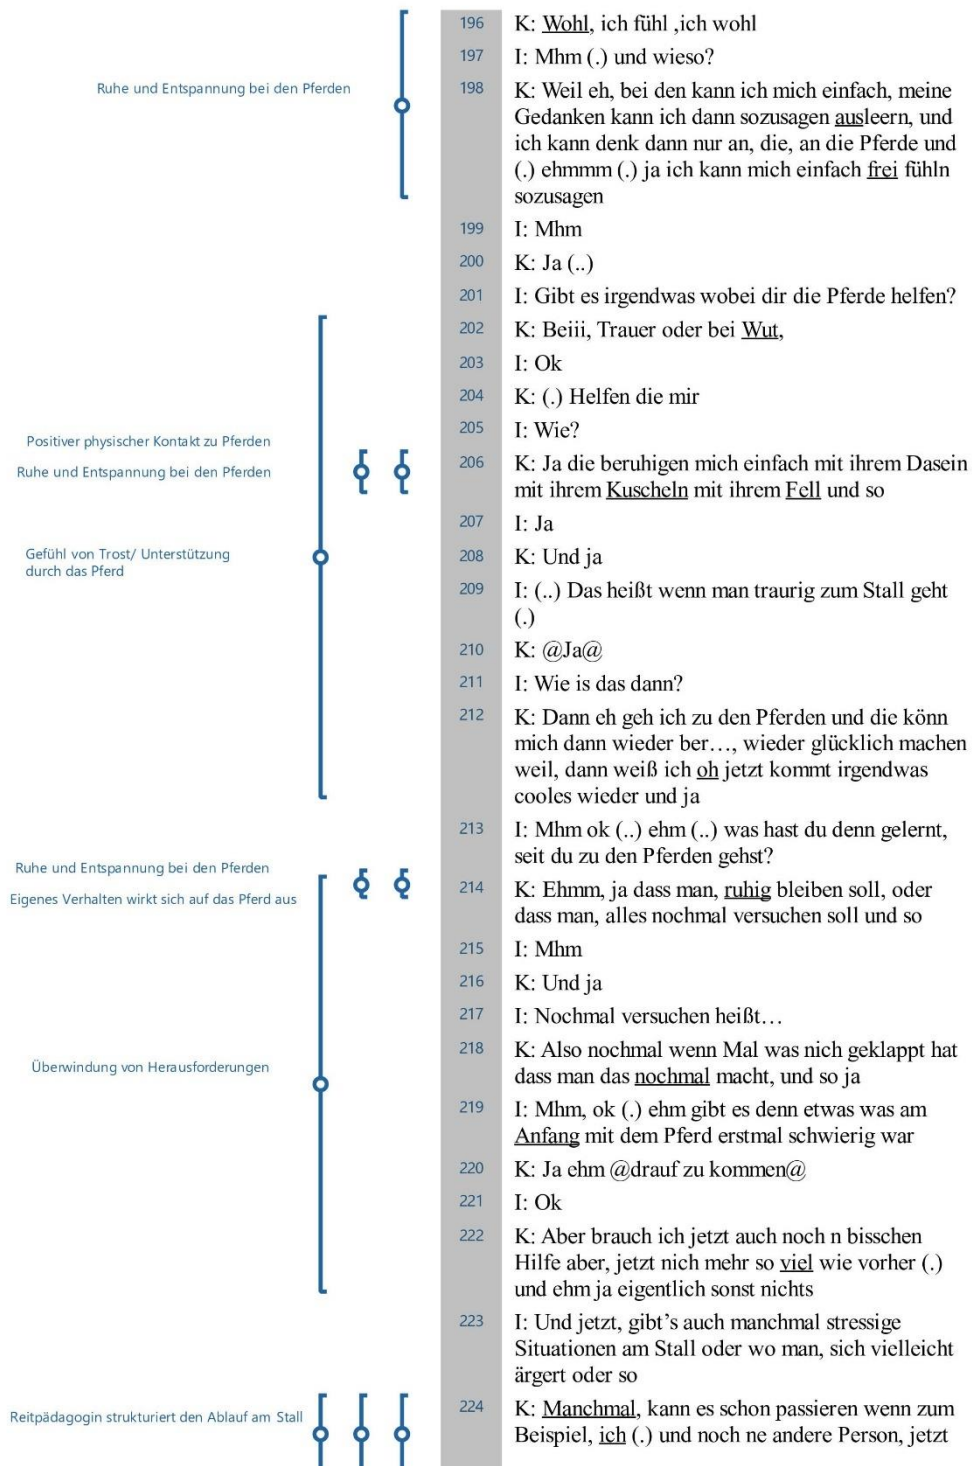 196 K: Wohl, ich fühl ,ich wohl
197 I: Mhm (.) und wieso?
Ruhe und Entspannung bei den Pferden
198 K: Weil eh, bei den kann ich mich einfach, meine
Gedanken kann ich dann sozusagen ausleern, und
ich kann denk dann nur an, die, an die Pferde und
(.) ehmmm (.) ja ich kann mich einfach frei fühln
sozusagen
199 I: Mhm
200 K: Ja (..)
201 I: Gibt es irgendwas wobei dir die Pferde helfen?
202 K: Beiii, Trauer oder bei Wut,
203 I: Ok
204 K: (.) Helfen die mir
205 I: Wie?
Positiver physischer Kontakt zu Pferden
Ruhe und Entspannung bei den Pferden
206 K: Ja die beruhigen mich einfach mit ihrem Dasein
mit ihrem Kuscheln mit ihrem Fell und so
207 I: Ja
Gefühl von Trost/ Unterstützung
durch das Pferd
208 K: Und ja
209 I: (..) Das heißt wenn man traurig zum Stall geht
(.)
210 K: @Ja@
211 I: Wie is das dann?
212 K: Dann eh geh ich zu den Pferden und die könn
mich dann wieder ber…, wieder glücklich machen
weil, dann weiß ich oh jetzt kommt irgendwas
cooles wieder und ja
213 I: Mhm ok (..) ehm (..) was hast du denn gelernt,
seit du zu den Pferden gehst?
Ruhe und Entspannung bei den Pferden
Eigenes Verhalten wirkt sich auf das Pferd aus
214 K: Ehmm, ja dass man, ruhig bleiben soll, oder
dass man, alles nochmal versuchen soll und so
215 I: Mhm
216 K: Und ja
217 I: Nochmal versuchen heißt…
Überwindung von Herausforderungen
218 K: Also nochmal wenn Mal was nich geklappt hat
dass man das nochmal macht, und so ja
219 I: Mhm, ok (.) ehm gibt es denn etwas was am
Anfang mit dem Pferd erstmal schwierig war
220 K: Ja ehm @drauf zu kommen@
221 I: Ok
222 K: Aber brauch ich jetzt auch noch n bisschen
Hilfe aber, jetzt nich mehr so viel wie vorher (.)
und ehm ja eigentlich sonst nichts
223 I: Und jetzt, gibt’s auch manchmal stressige
Situationen am Stall oder wo man, sich vielleicht
ärgert oder so
Reitpädagogin strukturiert den Ablauf am Stall
224 K: Manchmal, kann es schon passieren wenn zum
Beispiel, ich (.) und noch ne andere Person, jetzt